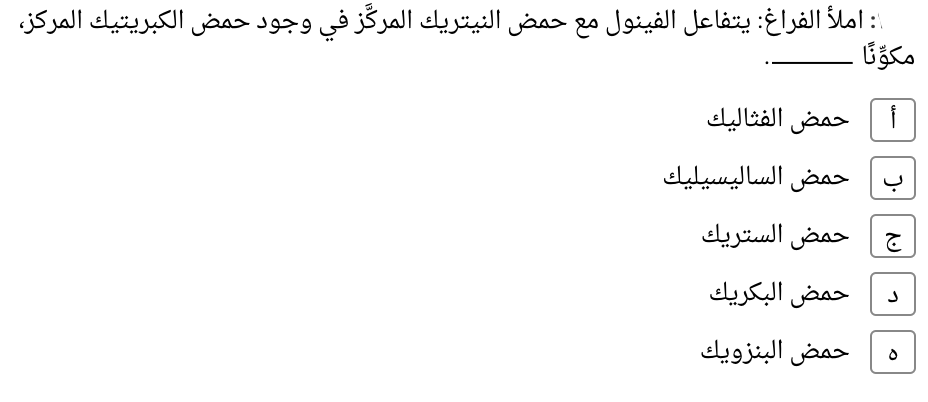 : املأ الفراغ: يتفاعل الفينول مع حمض النيتريك المركَّز في وجود حمض الكبريتيك المركز،
مكوِّنًا ______.
أ حمض الفثاليك
ب حمض الساليسيليك
ج حمض الستريك
د حمض البكريك
ه حمض البنزويك